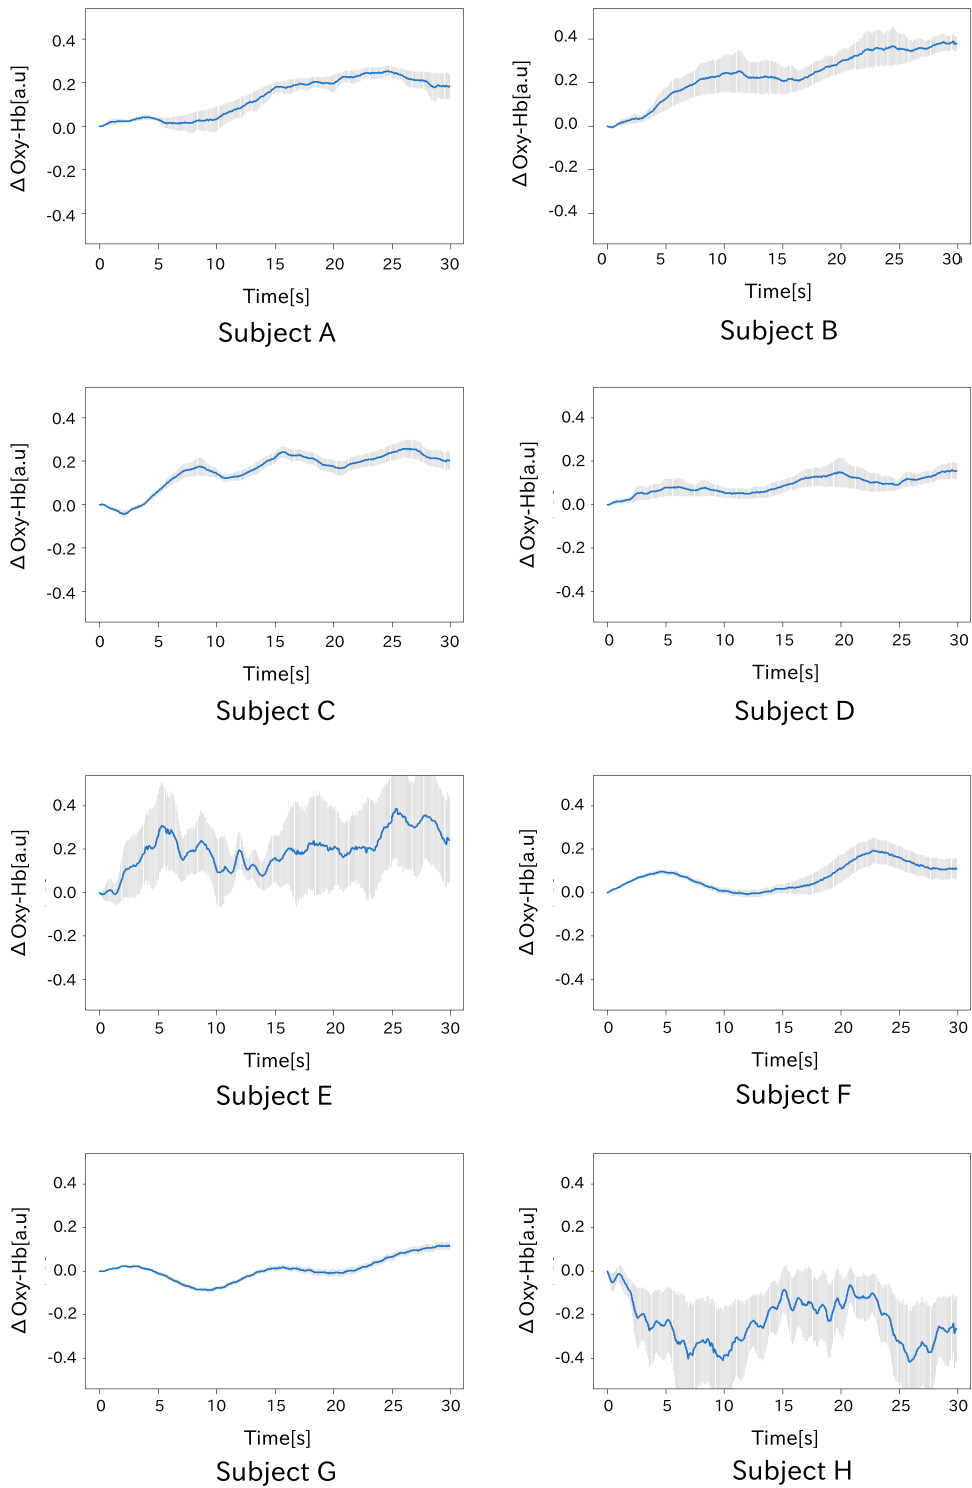 0.4
0.2
0.0
-0.2
-0.4
Δ Oxy-Hb[a.u]
0 5 10 15 20 25 30
Time[s]
Subject A
0.4
0.2
0.0
-0.2
-0.4
Δ Oxy-Hb[a.u]
0 5 10 15 20 25 30
Time[s]
Subject B
0.4
0.2
0.0
-0.2
-0.4
Δ Oxy-Hb[a.u]
0 5 10 15 20 25 30
Time[s]
Subject C
0.4
0.2
0.0
-0.2
-0.4
Δ Oxy-Hb[a.u]
0 5 10 15 20 25 30
Time[s]
Subject D
0.4
0.2
0.0
-0.2
-0.4
Δ Oxy-Hb[a.u]
0 5 10 15 20 25 30
Time[s]
Subject E
0.4
0.2
0.0
-0.2
-0.4
Δ Oxy-Hb[a.u]
0 5 10 15 20 25 30
Time[s]
Subject F
0.4
0.2
0.0
-0.2
-0.4
Δ Oxy-Hb[a.u]
0 5 10 15 20 25 30
Time[s]
Subject G
0.4
0.2
0.0
-0.2
-0.4
Δ Oxy-Hb[a.u]
0 5 10 15 20 25 30
Time[s]
Subject H